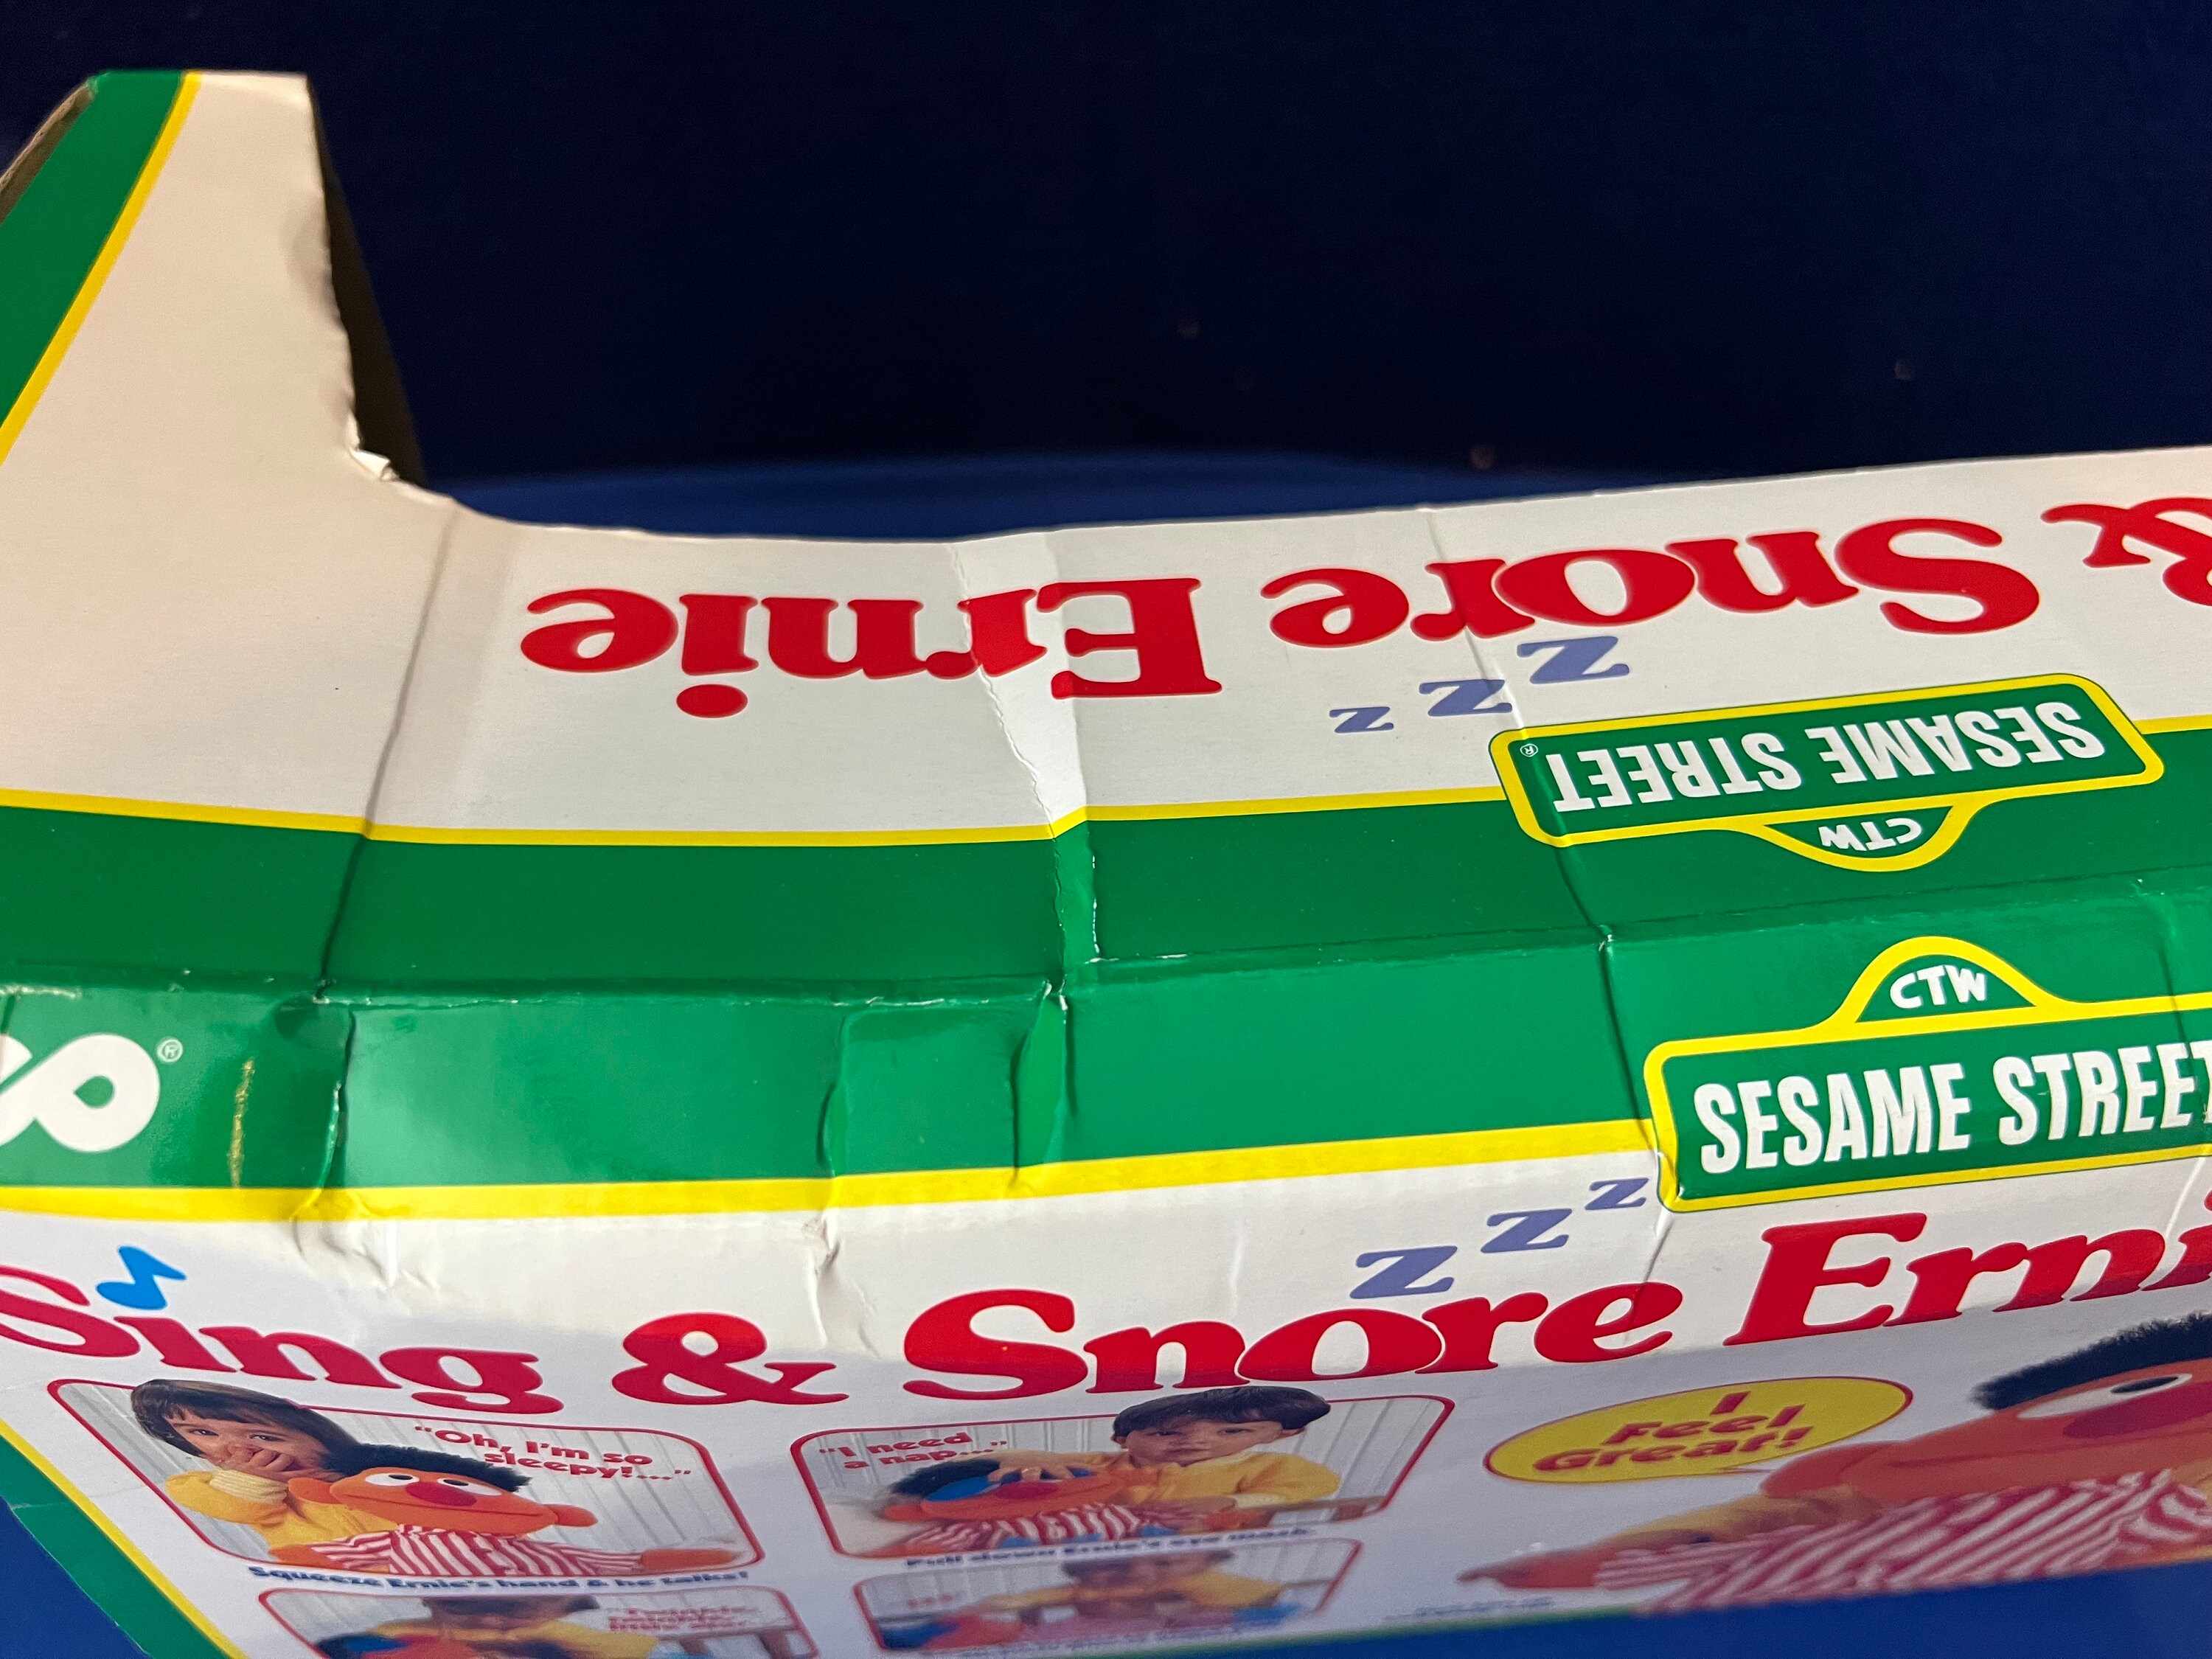 & Snore Ernie
z z z
SESAME STREET®
CTW
®
CTW
SESAME STREET
z z z
Sing & Snore Erni
"Oh, I'm so
sleepy!..."
"I need
a nap..."
I
Feel
Great!
Squeeze Ernie's hand & he talks!
Pull down Ernie's eye mask